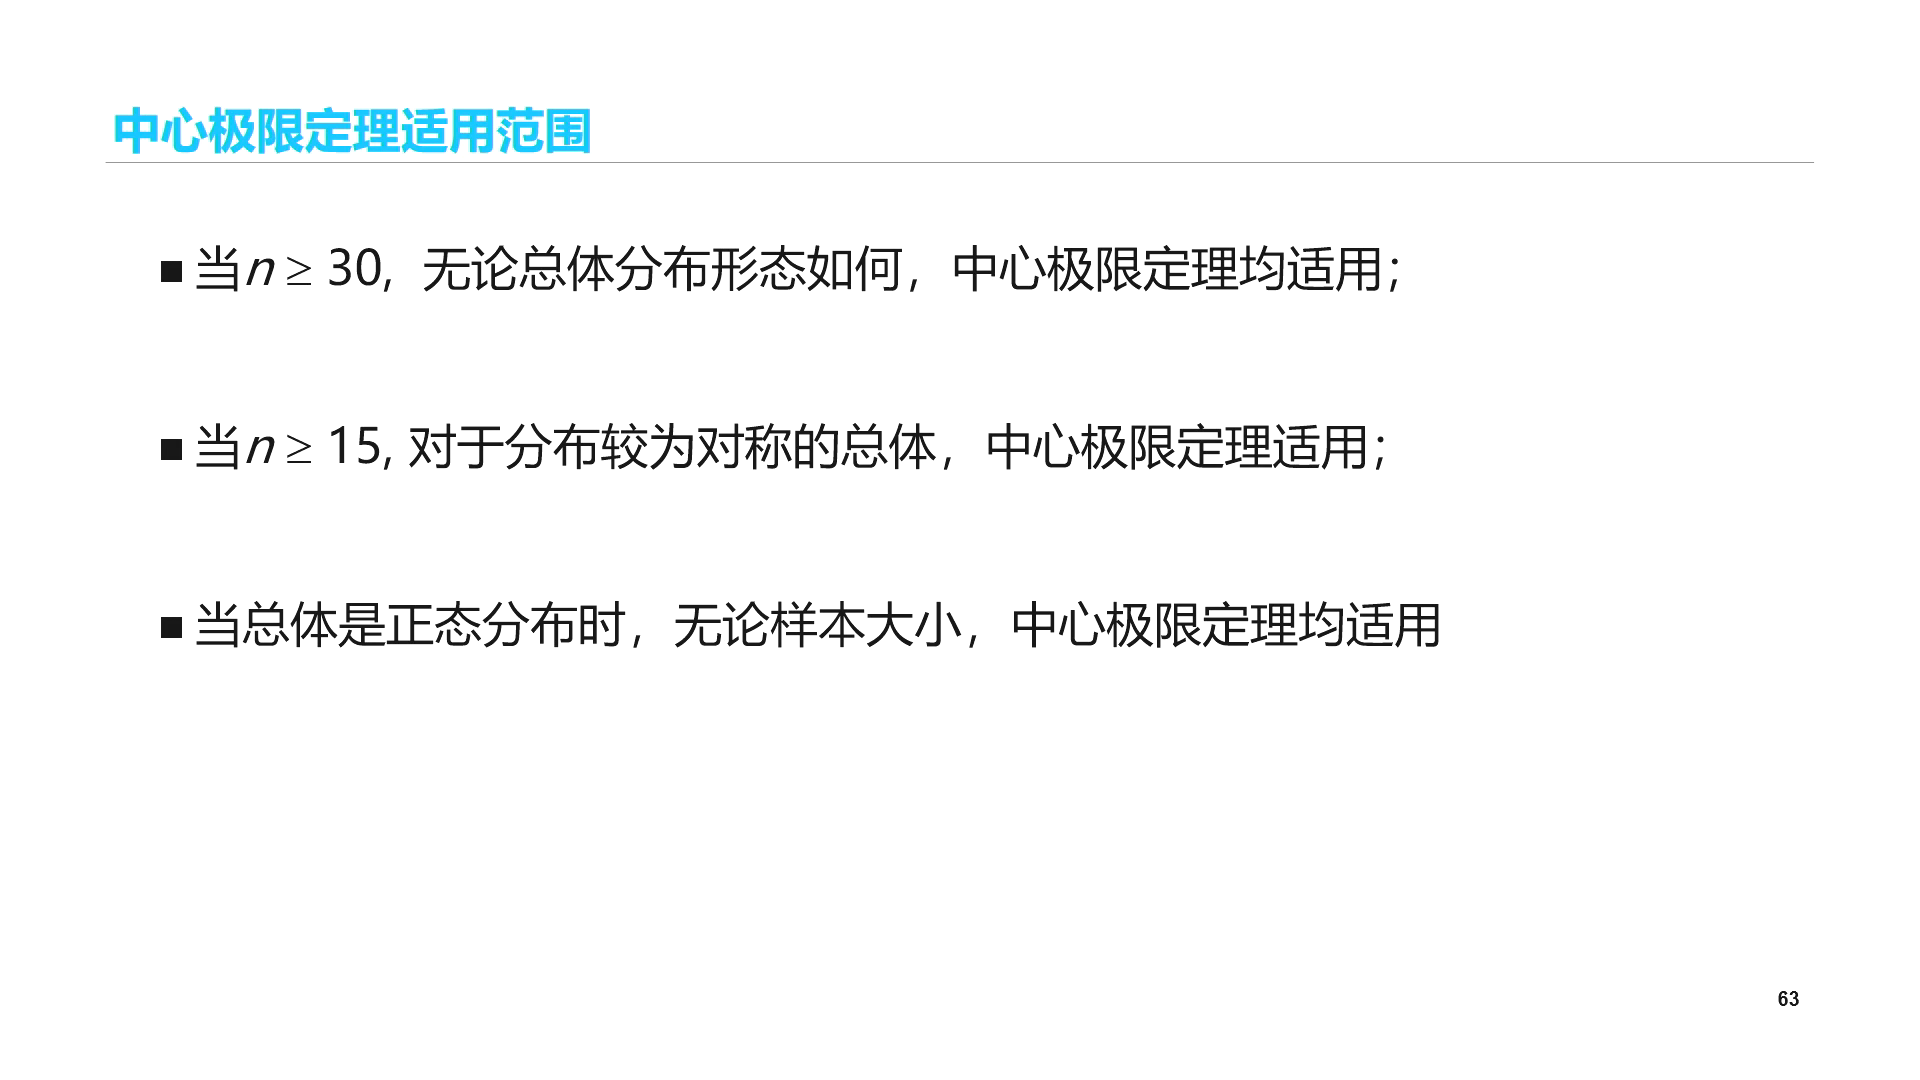 中心极限定理适用范围
■ 当n ≥ 30, 无论总体分布形态如何，中心极限定理均适用；
■ 当n ≥ 15, 对于分布较为对称的总体，中心极限定理适用；
■ 当总体是正态分布时，无论样本大小，中心极限定理均适用
63